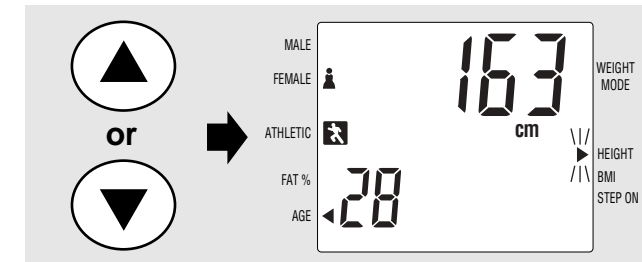 or
MALE
FEMALE
ATHLETIC
FAT %
AGE
163
cm
28
WEIGHT
MODE
HEIGHT
BMI
STEP ON